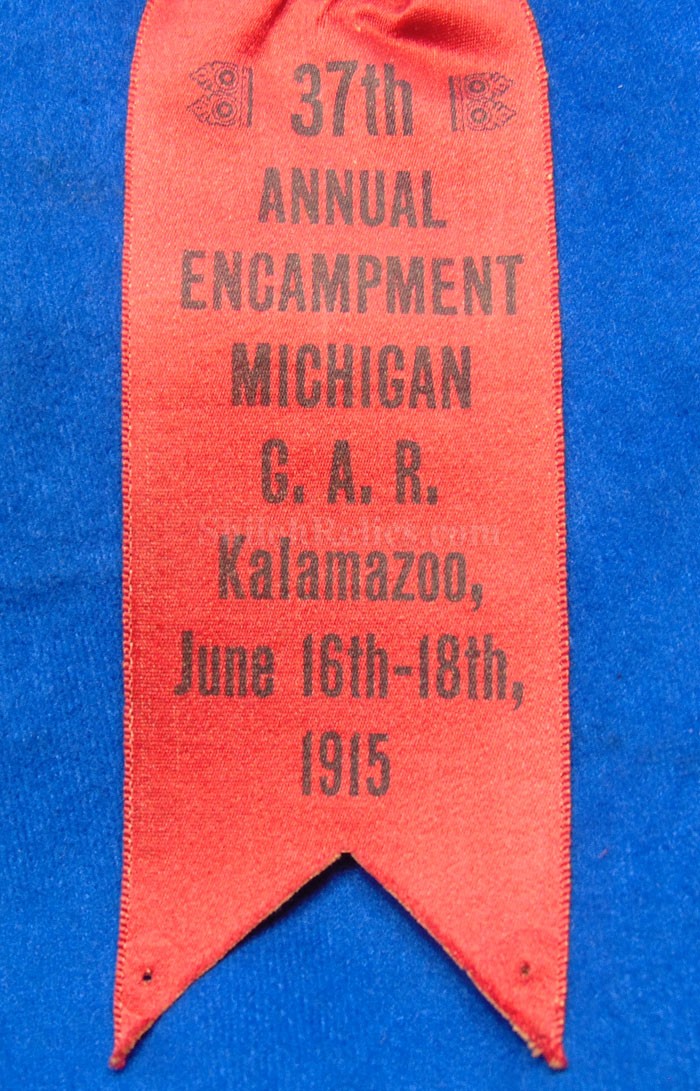 37th
ANNUAL
ENCAMPMENT
MICHIGAN
G. A. R.
Kalamazoo,
June 16th-18th,
1915